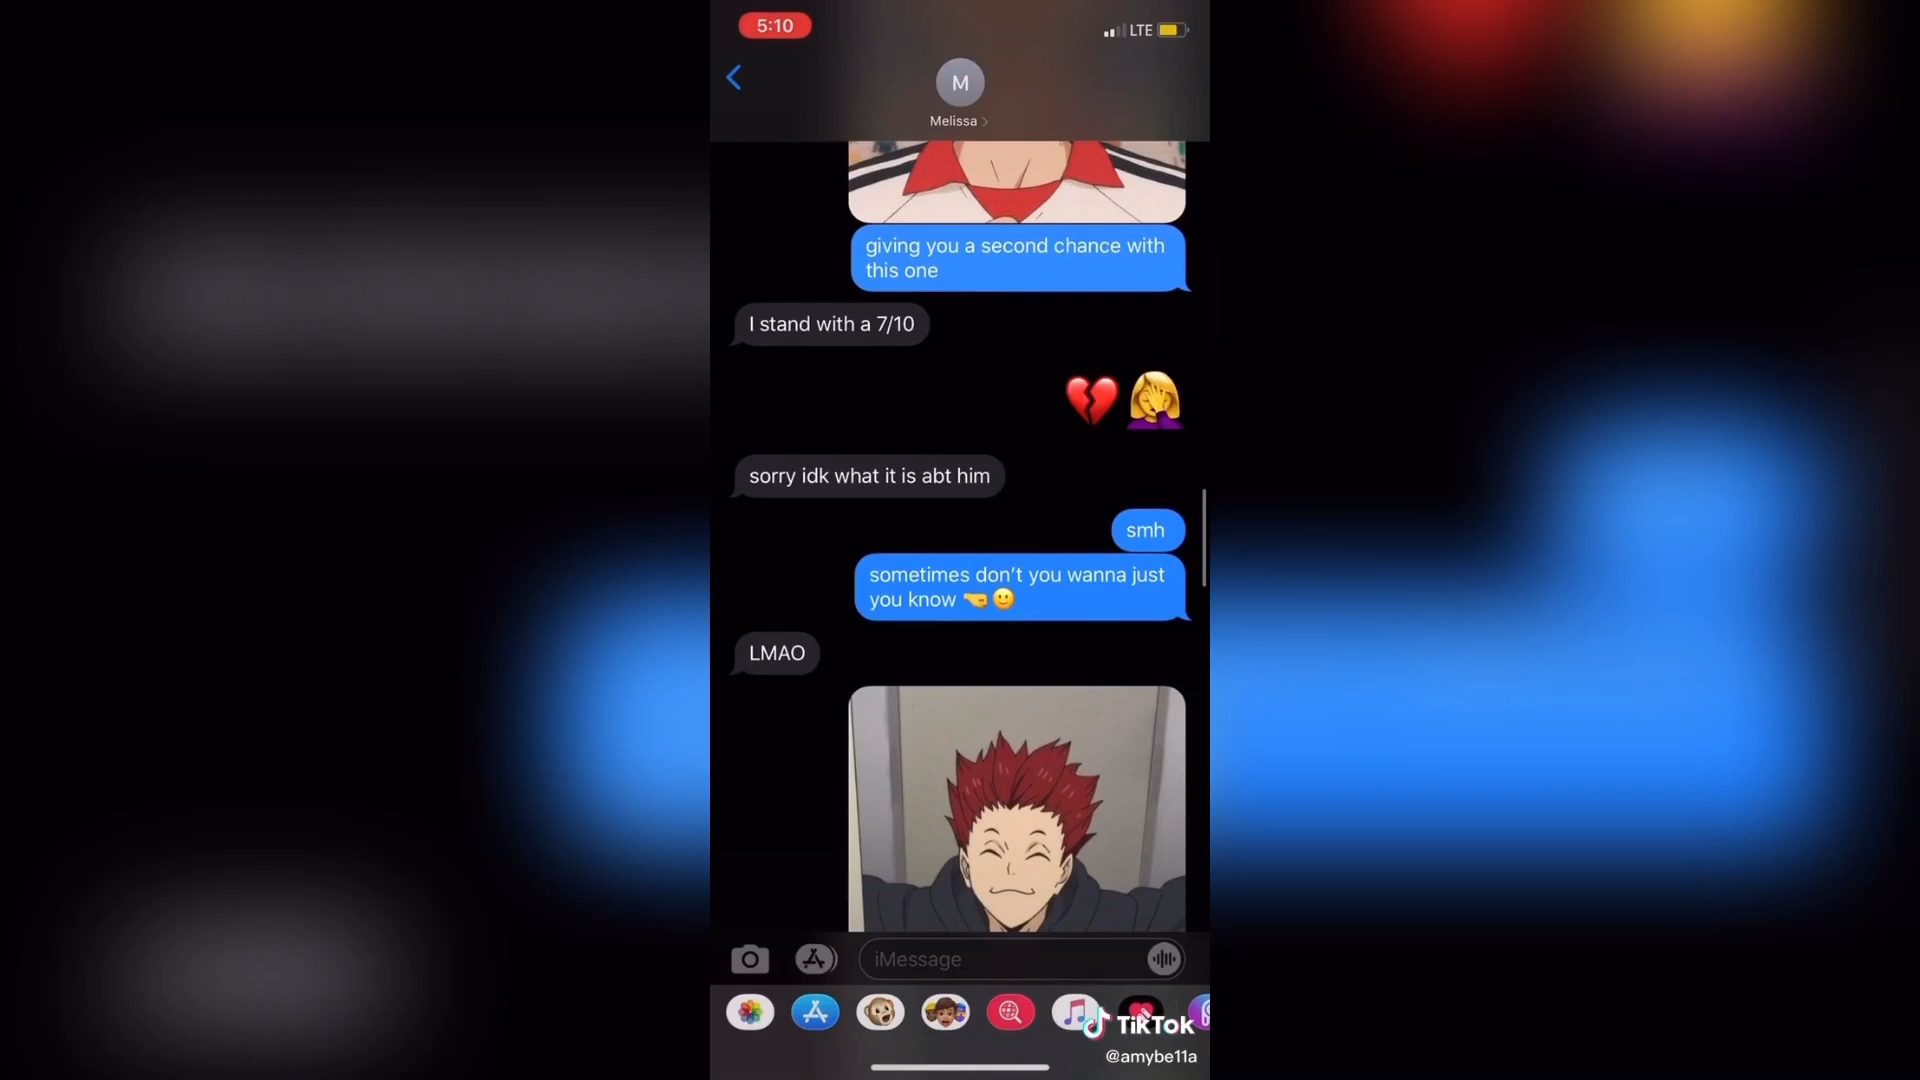 5:10
LTE
M
Melissa
giving you a second chance with
this one
I stand with a 7/10
💔🤦‍♀️
sorry idk what it is abt him
smh
sometimes don’t you wanna just
you know 🤜🙂
LMAO
iMessage
TikTok
@amybe11a